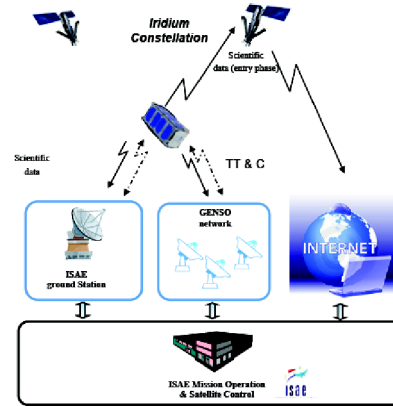 Iridium
Constellation
Scientific
data (entry phase)
Scientific
data
TT & C
GENSO
network
INTERNET
ISAE
ground Station
ISAE Mission Operation
& Satellite Control
isae